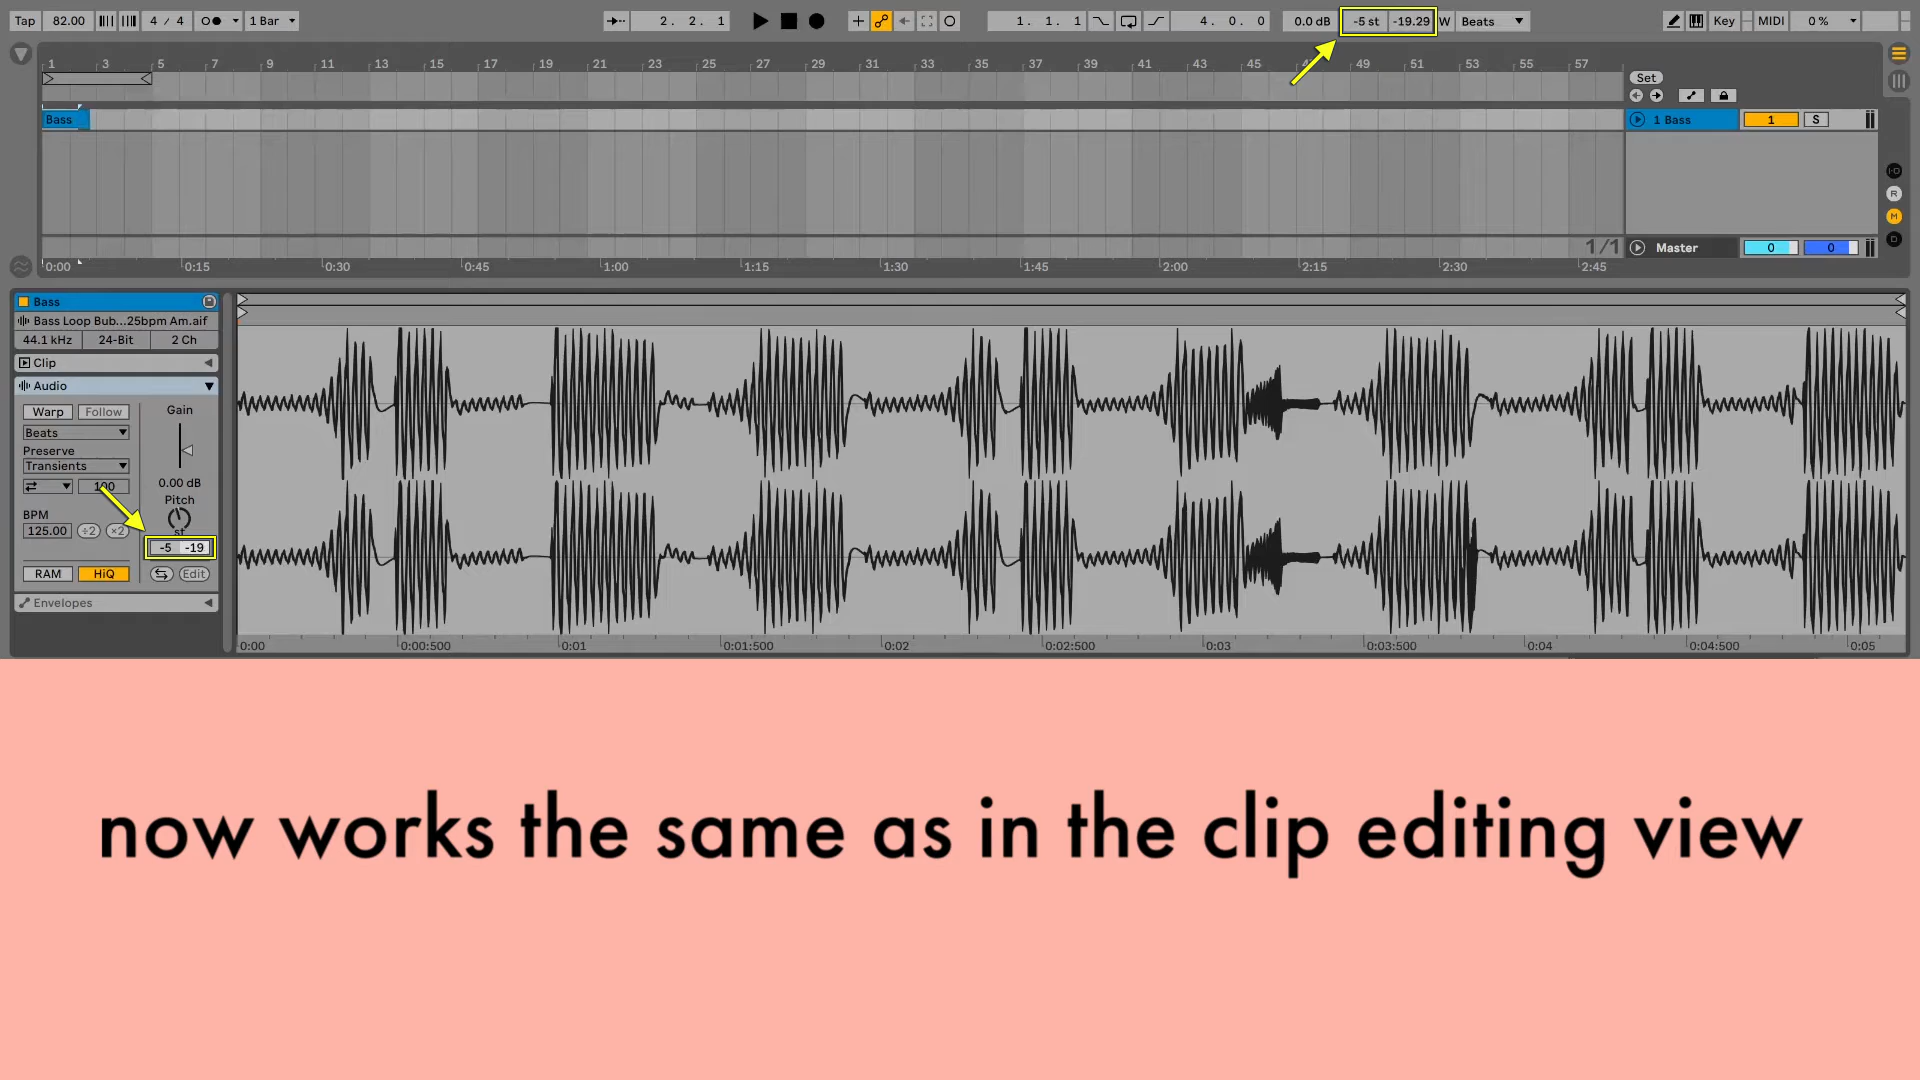 Tap 82.00 4 / 4 1 Bar 2. 2. 1 1. 1. 1 4. 0. 0 0.0 dB -5 st -19.29 W Beats Key MIDI 0 %
1 3 5 7 9 11 13 15 17 19 21 23 25 27 29 31 33 35 37 39 41 43 45 49 51 53 55 57
Set
Bass
1 Bass 1 S
I-O
R
M
D
1/1
Master 0 0
0:00 0:15 0:30 0:45 1:00 1:15 1:30 1:45 2:00 2:15 2:30 2:45
Bass
Bass Loop Bub...25bpm Am.aif
44.1 kHz 24-Bit 2 Ch
Clip
Audio
Warp Follow Gain
Beats
Preserve
Transients
100 0.00 dB
Pitch
BPM
125.00 ÷2 ×2 st
-5 -19
RAM HiQ Edit
Envelopes
0:00 0:00:500 0:01 0:01:500 0:02 0:02:500 0:03 0:03:500 0:04 0:04:500 0:05
now works the same as in the clip editing view